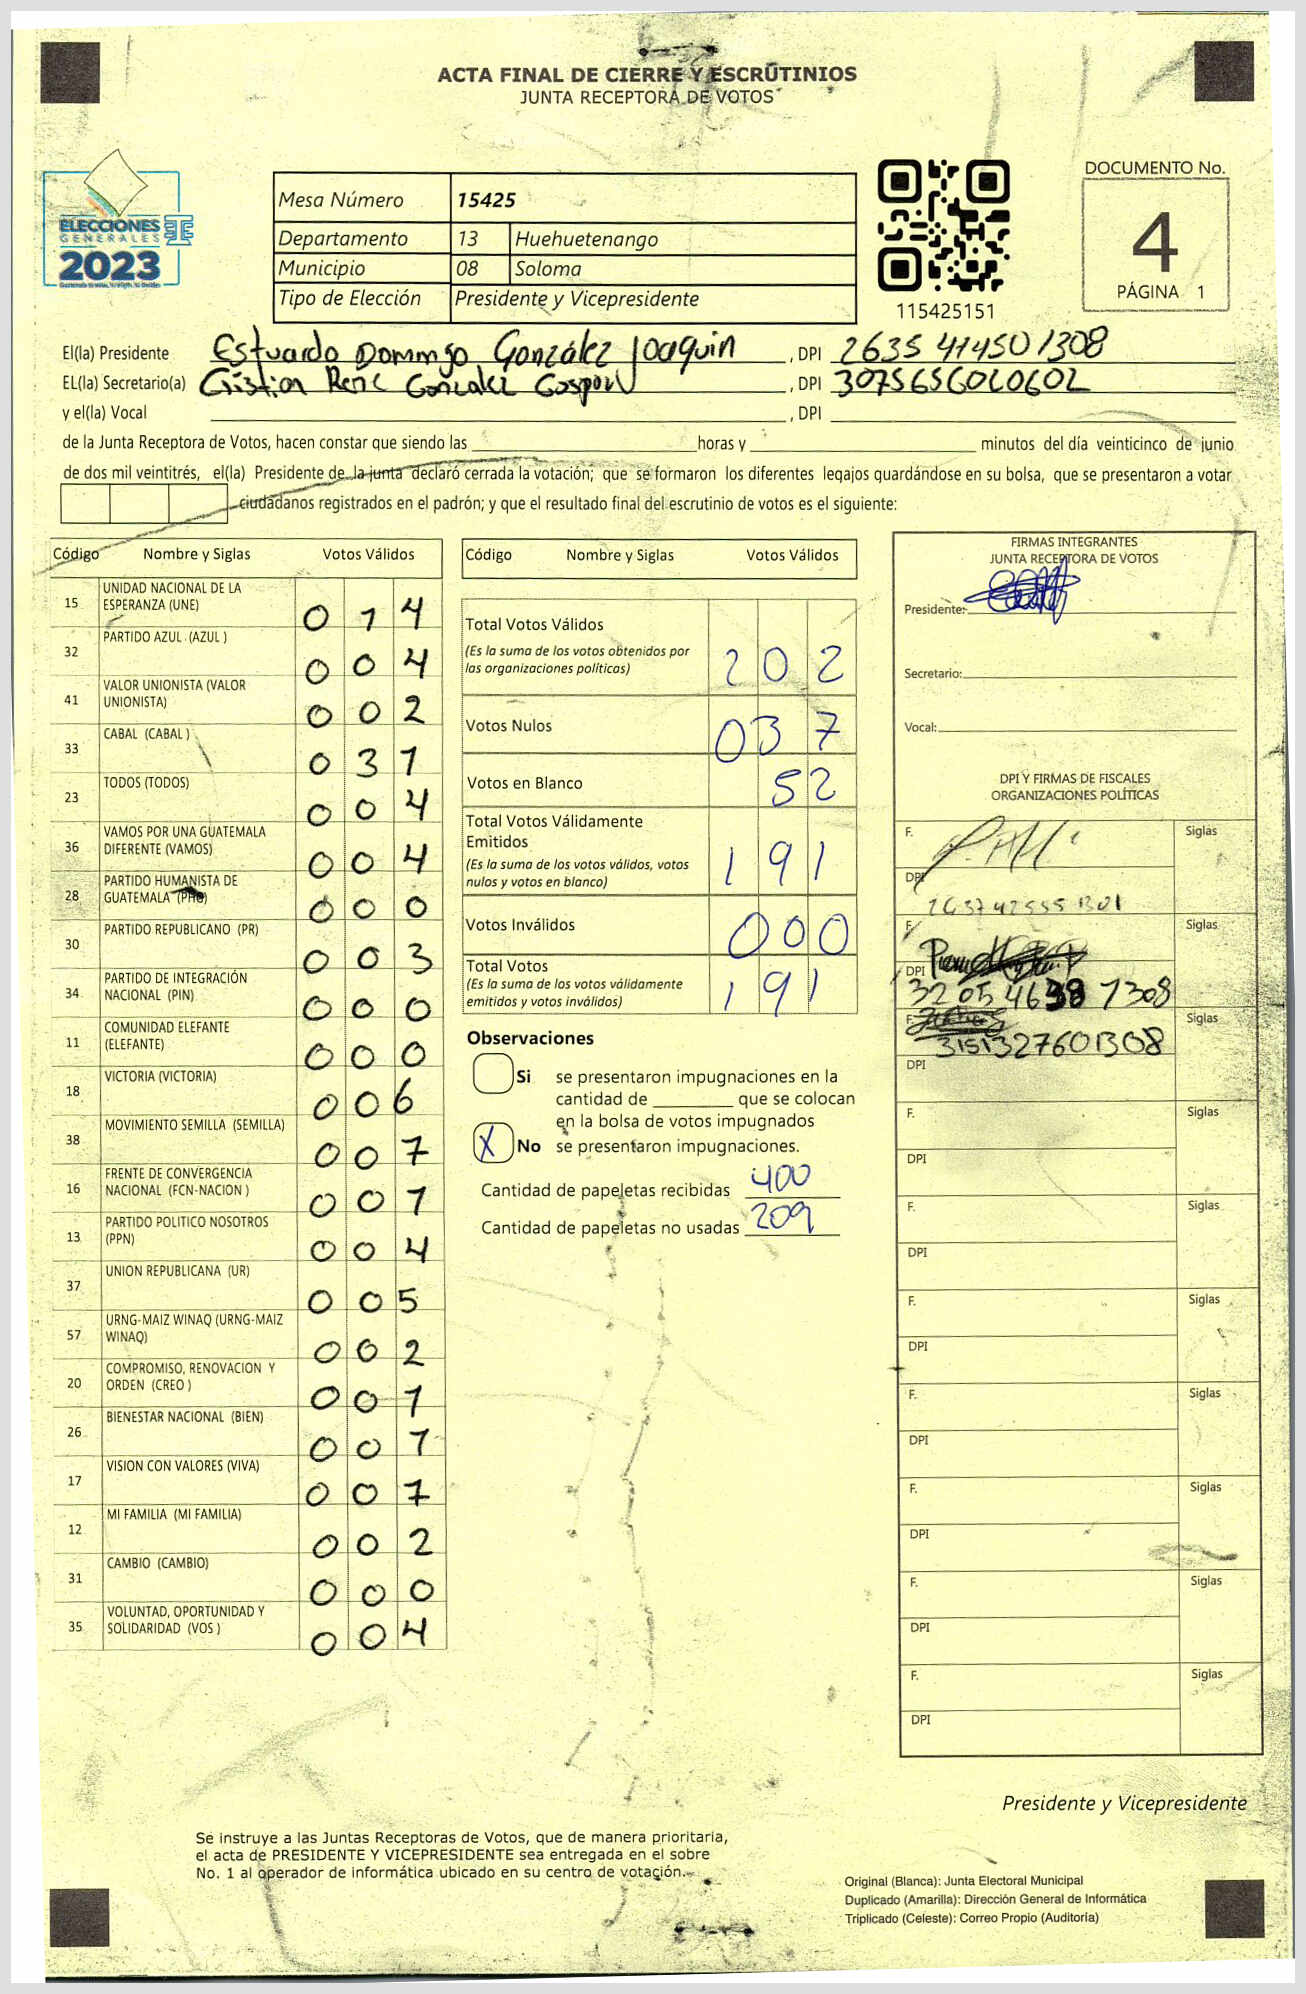 ACTA FINAL DE CIERRE Y ESCRUTINIOS
JUNTA RECEPTORA DE VOTOS
ELECCIONES
GENERALES
2023
Mesa Número 15425
Departamento 13 Huehuetenango
Municipio 08 Soloma
Tipo de Elección Presidente y Vicepresidente
115425151
DOCUMENTO No.
4
PÁGINA 1
El(la) Presidente Estuardo Domingo González Joaquin , DPI 2635 41450 1308
EL(la) Secretario(a) Cristian Rene Gonzalez Gaspar , DPI 3075656020602
y el(la) Vocal , DPI
de la Junta Receptora de Votos, hacen constar que siendo las horas y minutos del día veinticinco de junio
de dos mil veintitrés, el(la) Presidente de la junta declaró cerrada la votación; que se formaron los diferentes legajos guardándose en su bolsa, que se presentaron a votar
ciudadanos registrados en el padrón; y que el resultado final del escrutinio de votos es el siguiente:
Código Nombre y Siglas Votos Válidos
15 UNIDAD NACIONAL DE LA ESPERANZA (UNE) 0 1 4
32 PARTIDO AZUL (AZUL ) 0 0 4
41 VALOR UNIONISTA (VALOR UNIONISTA) 0 0 2
33 CABAL (CABAL ) 0 3 1
23 TODOS (TODOS) 0 0 4
36 VAMOS POR UNA GUATEMALA DIFERENTE (VAMOS) 0 0 4
28 PARTIDO HUMANISTA DE GUATEMALA (PHG) 0 0 0
30 PARTIDO REPUBLICANO (PR) 0 0 3
34 PARTIDO DE INTEGRACIÓN NACIONAL (PIN) 0 0 0
11 COMUNIDAD ELEFANTE (ELEFANTE) 0 0 0
18 VICTORIA (VICTORIA) 0 0 6
38 MOVIMIENTO SEMILLA (SEMILLA) 0 0 7
16 FRENTE DE CONVERGENCIA NACIONAL (FCN-NACION ) 0 0 1
13 PARTIDO POLITICO NOSOTROS (PPN) 0 0 4
37 UNION REPUBLICANA (UR) 0 0 5
57 URNG-MAIZ WINAQ (URNG-MAIZ WINAQ) 0 0 2
20 COMPROMISO, RENOVACION Y ORDEN (CREO ) 0 0 1
26 BIENESTAR NACIONAL (BIEN) 0 0 7
17 VISION CON VALORES (VIVA) 0 0 7
12 MI FAMILIA (MI FAMILIA) 0 0 2
31 CAMBIO (CAMBIO) 0 0 0
35 VOLUNTAD, OPORTUNIDAD Y SOLIDARIDAD (VOS ) 0 0 4
Código Nombre y Siglas Votos Válidos
Total Votos Válidos
(Es la suma de los votos obtenidos por
las organizaciones políticas) 2 0 2
Votos Nulos 0 3 7
Votos en Blanco 5 2
Total Votos Válidamente
Emitidos
(Es la suma de los votos válidos, votos
nulos y votos en blanco) 1 9 1
Votos Inválidos 0 0 0
Total Votos
(Es la suma de los votos válidamente
emitidos y votos inválidos) 1 9 1
Observaciones
Si se presentaron impugnaciones en la
cantidad de que se colocan
en la bolsa de votos impugnados
X No se presentaron impugnaciones.
Cantidad de papeletas recibidas 400
Cantidad de papeletas no usadas 209
FIRMAS INTEGRANTES
JUNTA RECEPTORA DE VOTOS
Presidente:
Secretario:
Vocal:
DPI Y FIRMAS DE FISCALES
ORGANIZACIONES POLÍTICAS
F. Siglas
DPI
F. Siglas
DPI
F. Siglas
3151327601308
DPI
F. Siglas
DPI
F. Siglas
DPI
F. Siglas
DPI
F. Siglas
DPI
F. Siglas
DPI
F. Siglas
DPI
F. Siglas
DPI
Presidente y Vicepresidente
Se instruye a las Juntas Receptoras de Votos, que de manera prioritaria,
el acta de PRESIDENTE Y VICEPRESIDENTE sea entregada en el sobre
No. 1 al operador de informática ubicado en su centro de votación.
Original (Blanca): Junta Electoral Municipal
Duplicado (Amarilla): Dirección General de Informática
Triplicado (Celeste): Correo Propio (Auditoría)